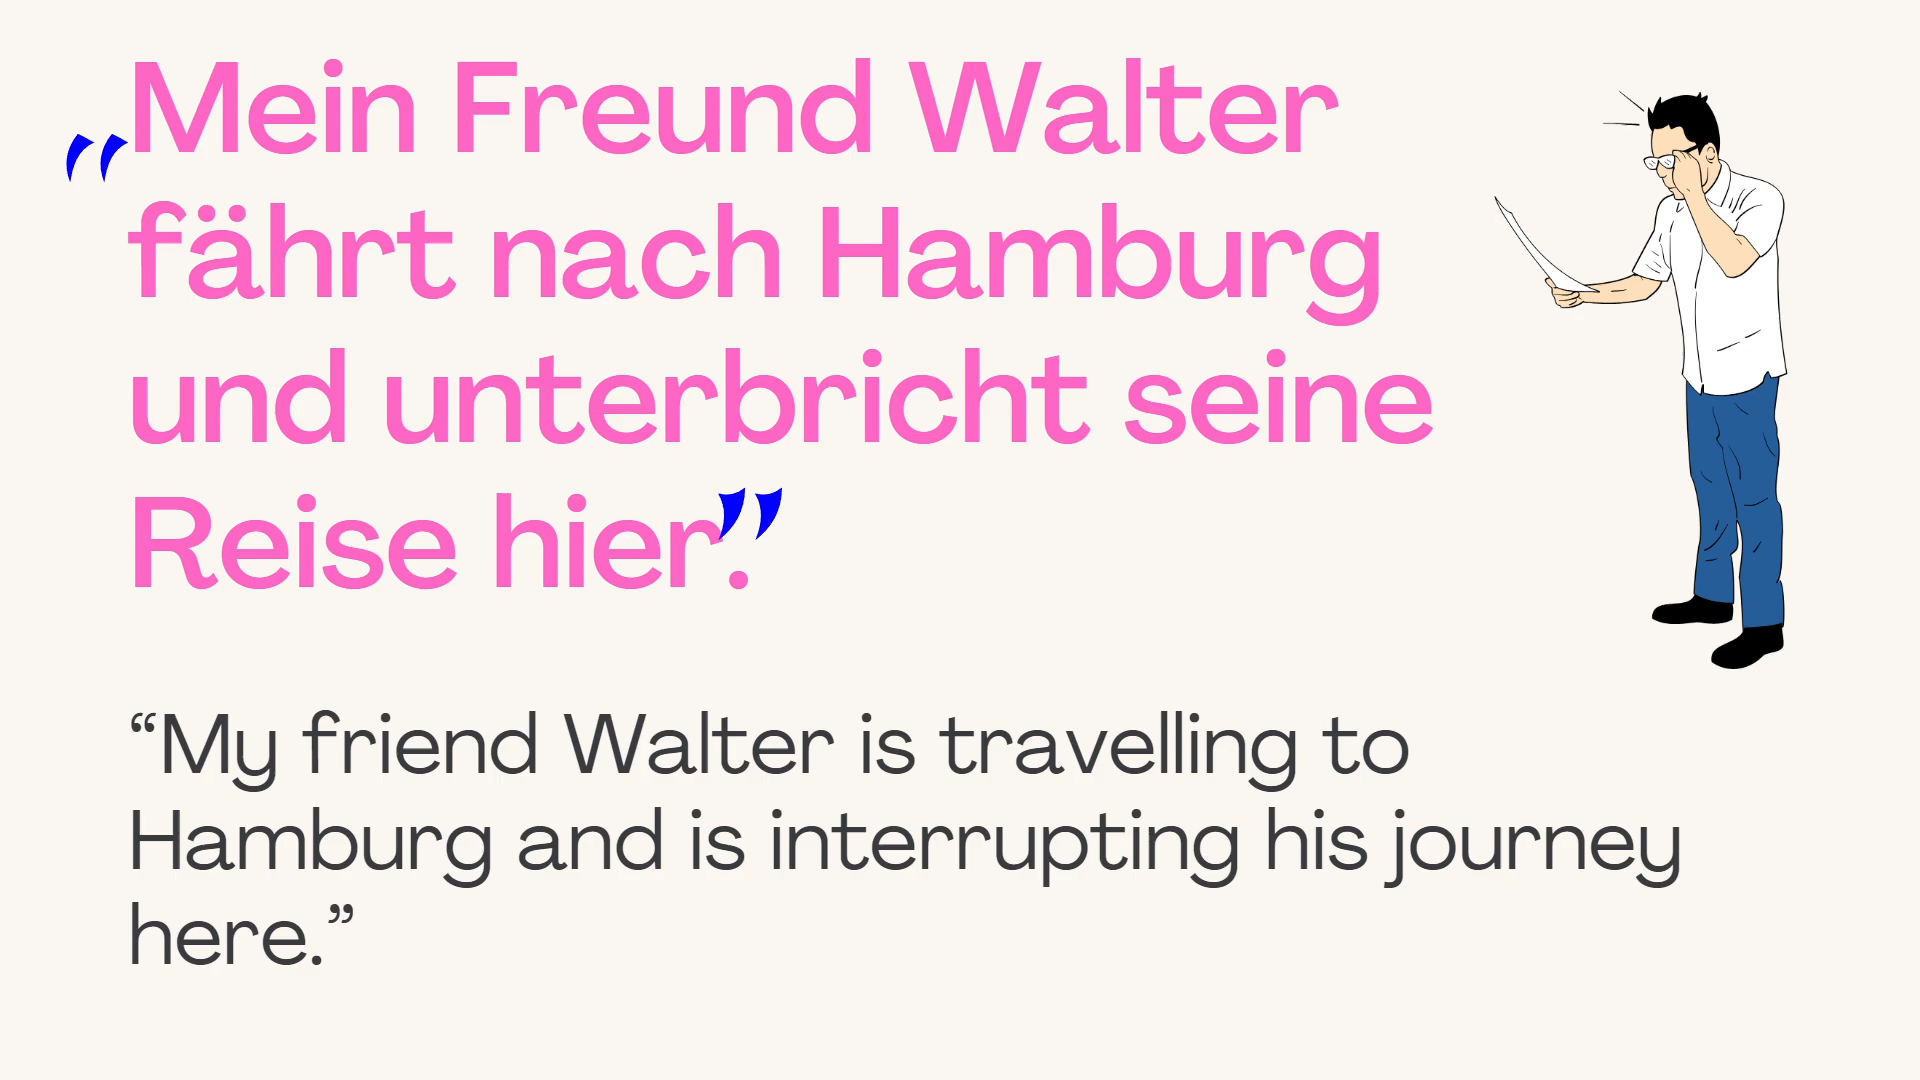 "Mein Freund Walter
fährt nach Hamburg
und unterbricht seine
Reise hier."
“My friend Walter is travelling to
Hamburg and is interrupting his journey
here.”